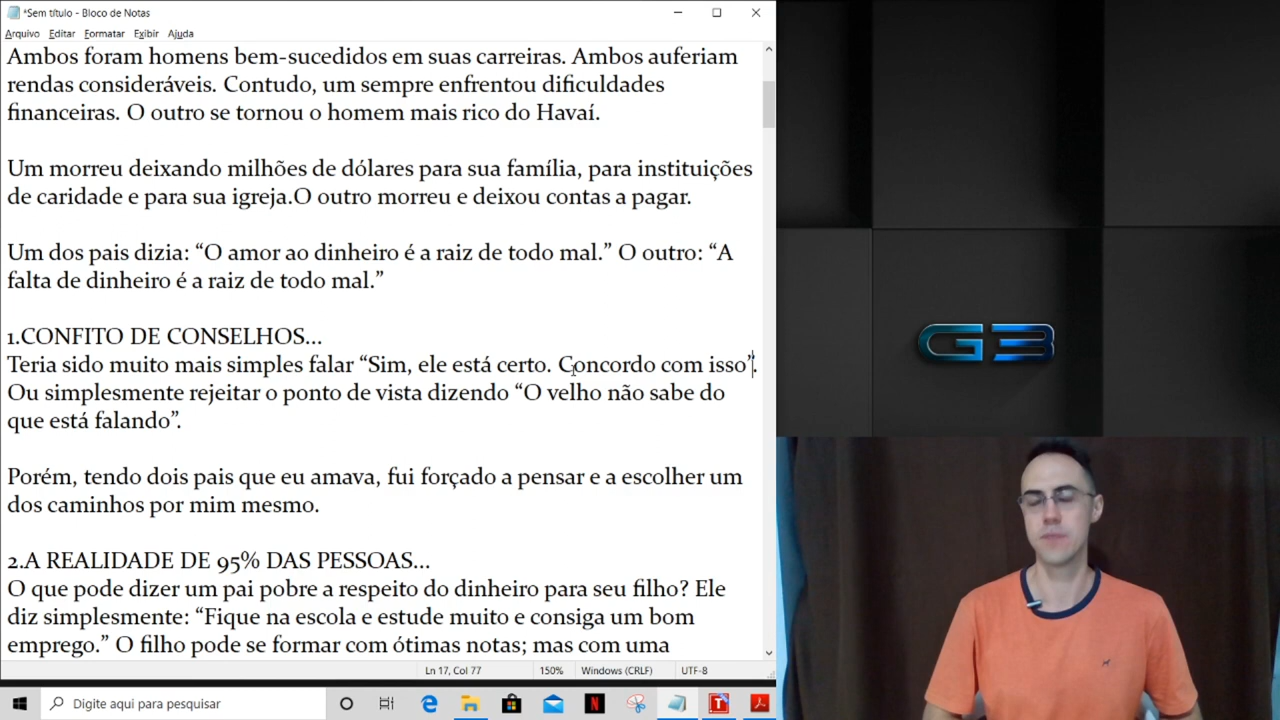 *Sem título - Bloco de Notas
Arquivo Editar Formatar Exibir Ajuda
Ambos foram homens bem-sucedidos em suas carreiras. Ambos auferiam
rendas consideráveis. Contudo, um sempre enfrentou dificuldades
financeiras. O outro se tornou o homem mais rico do Havaí.
Um morreu deixando milhões de dólares para sua família, para instituições
de caridade e para sua igreja.O outro morreu e deixou contas a pagar.
Um dos pais dizia: “O amor ao dinheiro é a raiz de todo mal.” O outro: “A
falta de dinheiro é a raiz de todo mal.”
1.CONFITO DE CONSELHOS...
Teria sido muito mais simples falar “Sim, ele está certo. Concordo com isso”.
Ou simplesmente rejeitar o ponto de vista dizendo “O velho não sabe do
que está falando”.
Porém, tendo dois pais que eu amava, fui forçado a pensar e a escolher um
dos caminhos por mim mesmo.
2.A REALIDADE DE 95% DAS PESSOAS...
O que pode dizer um pai pobre a respeito do dinheiro para seu filho? Ele
diz simplesmente: “Fique na escola e estude muito e consiga um bom
emprego.” O filho pode se formar com ótimas notas; mas com uma
Ln 17, Col 77 150% Windows (CRLF) UTF-8
Digite aqui para pesquisar
G3